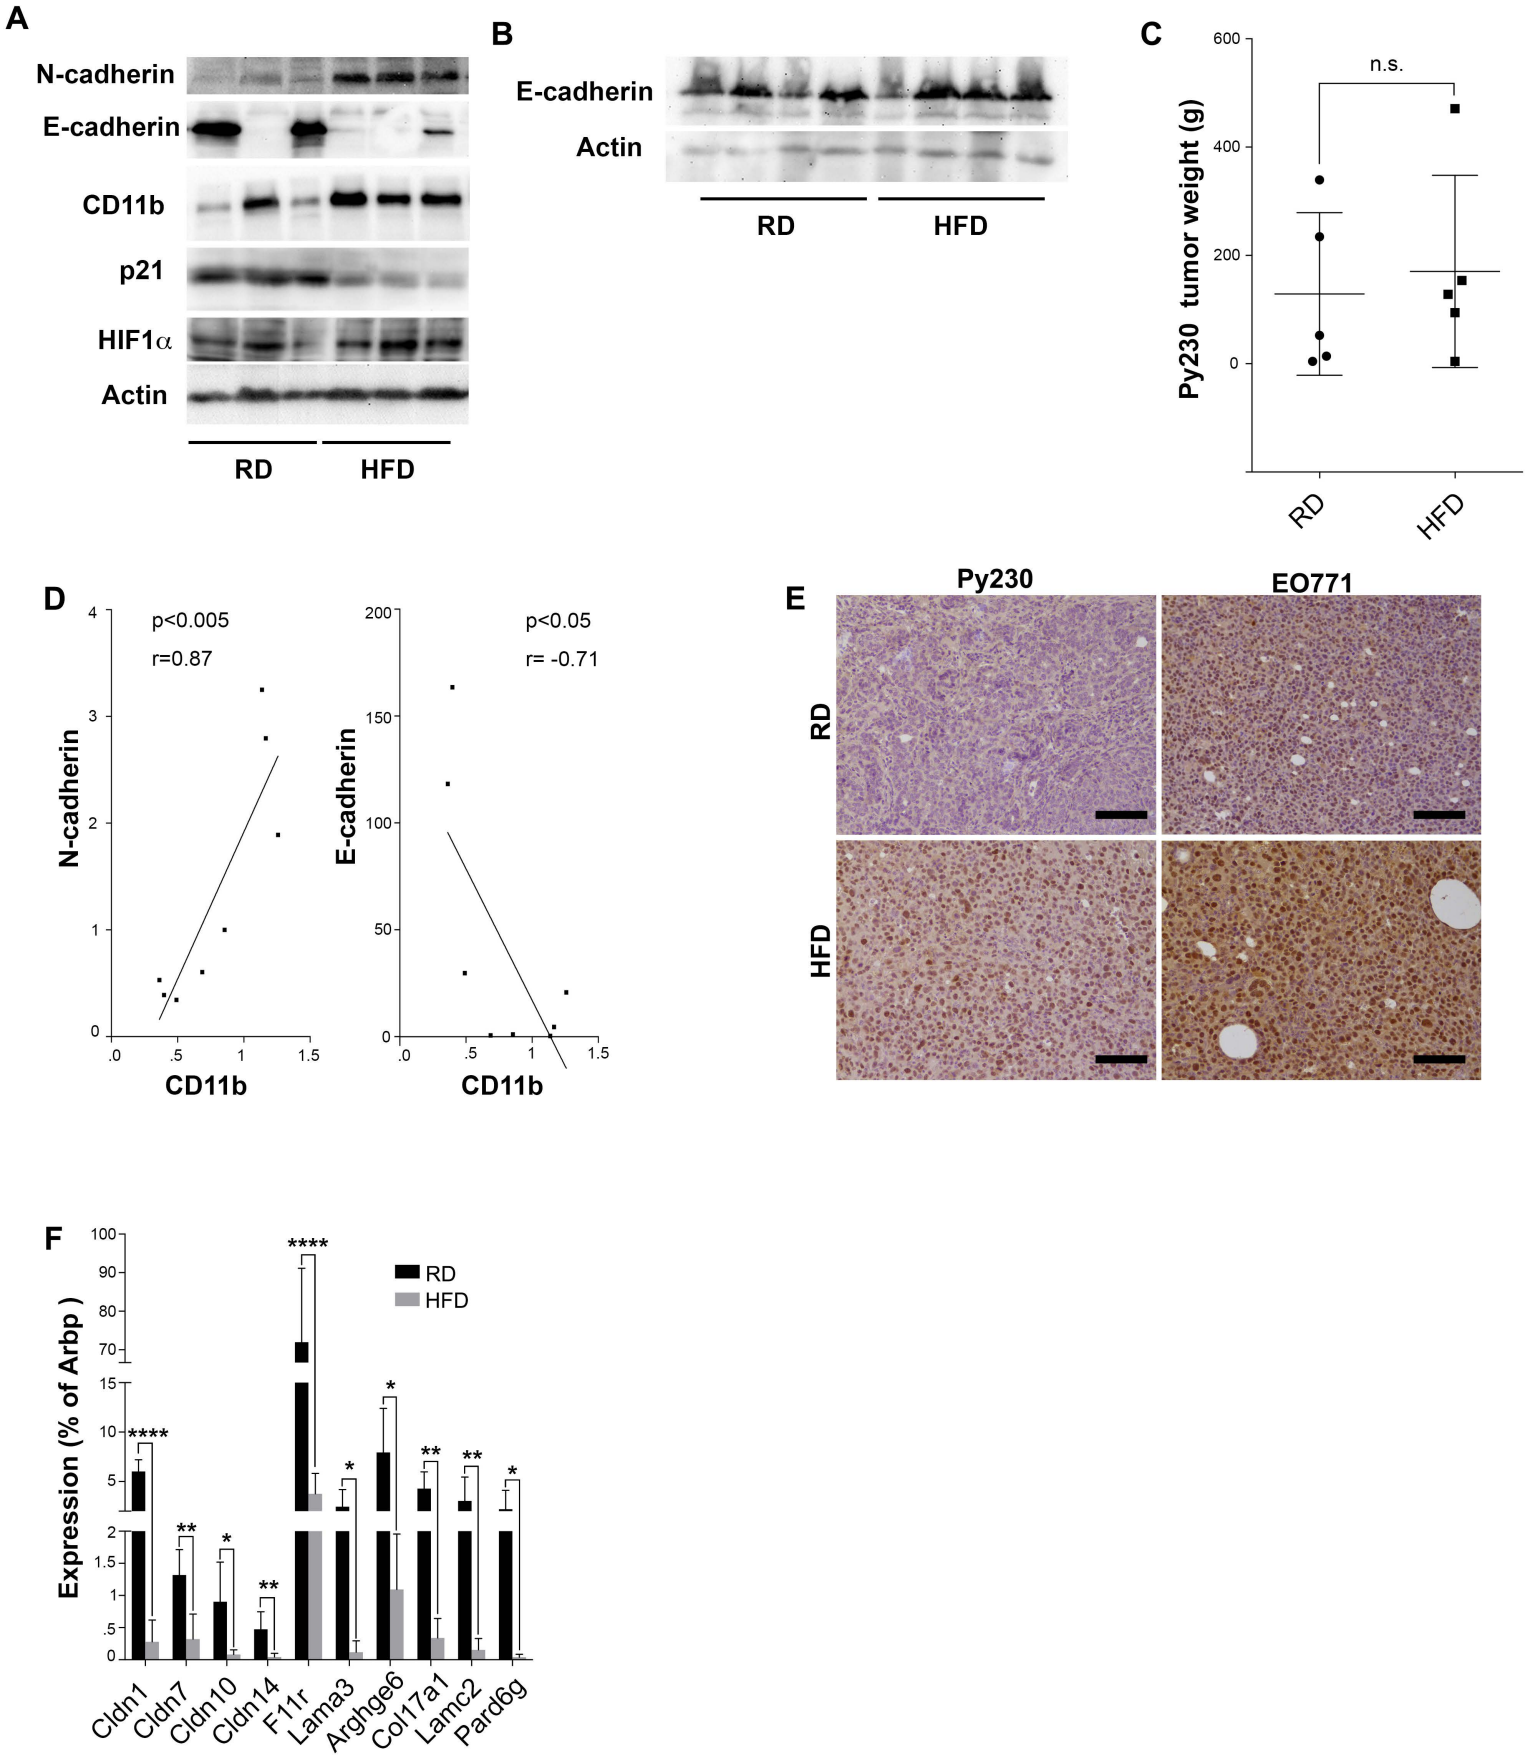 A
N-cadherin
E-cadherin
CD11b
p21
HIF1α
Actin
RD HFD
B
E-cadherin
Actin
RD HFD
C
Py230 tumor weight (g)
600
400
200
0
n.s.
RD HFD
D
N-cadherin
4
3
2
1
0
p<0.005
r=0.87
.0 .5 1 1.5
CD11b
E-cadherin
200
150
100
50
0
p<0.05
r= -0.71
.0 .5 1 1.5
CD11b
E
Py230 EO771
RD
HFD
F
Expression (% of Arbp )
100
90
80
70
15
10
5
2
1.5
1
.5
0
RD
HFD
**** ** * ** **** * * ** ** *
Cldn1 Cldn7 Cldn10 Cldn14 F11r Lama3 Arghge6 Col17a1 Lamc2 Pard6g